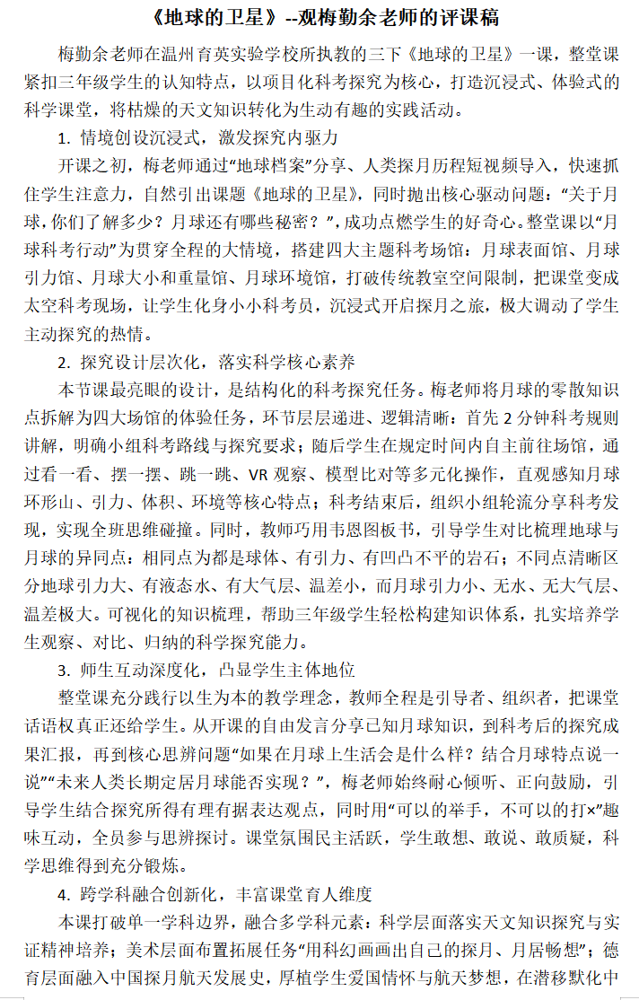 《地球的卫星》--观梅勤余老师的评课稿
梅勤余老师在温州育英实验学校所执教的三下《地球的卫星》一课，整堂课
紧扣三年级学生的认知特点，以项目化科考探究为核心，打造沉浸式、体验式的
科学课堂，将枯燥的天文知识转化为生动有趣的实践活动。
1. 情境创设沉浸式，激发探究内驱力
开课之初，梅老师通过“地球档案”分享、人类探月历程短视频导入，快速抓
住学生注意力，自然引出课题《地球的卫星》，同时抛出核心驱动问题：“关于月
球，你们了解多少？月球还有哪些秘密？”，成功点燃学生的好奇心。整堂课以“月
球科考行动”为贯穿全程的大情境，搭建四大主题科考场馆：月球表面馆、月球
引力馆、月球大小和重量馆、月球环境馆，打破传统教室空间限制，把课堂变成
太空科考现场，让学生化身小小科考员，沉浸式开启探月之旅，极大调动了学生
主动探究的热情。
2. 探究设计层次化，落实科学核心素养
本节课最亮眼的设计，是结构化的科考探究任务。梅老师将月球的零散知识
点拆解为四大场馆的体验任务，环节层层递进、逻辑清晰：首先 2 分钟科考规则
讲解，明确小组科考路线与探究要求；随后学生在规定时间内自主前往场馆，通
过看一看、摆一摆、跳一跳、VR 观察、模型比对等多元化操作，直观感知月球
环形山、引力、体积、环境等核心特点；科考结束后，组织小组轮流分享科考发
现，实现全班思维碰撞。同时，教师巧用韦恩图板书，引导学生对比梳理地球与
月球的异同点：相同点为都是球体、有引力、有凹凸不平的岩石；不同点清晰区
分地球引力大、有液态水、有大气层、温差小，而月球引力小、无水、无大气层、
温差极大。可视化的知识梳理，帮助三年级学生轻松构建知识体系，扎实培养学
生观察、对比、归纳的科学探究能力。
3. 师生互动深度化，凸显学生主体地位
整堂课充分践行以生为本的教学理念，教师全程是引导者、组织者，把课堂
话语权真正还给学生。从开课的自由发言分享已知月球知识，到科考后的探究成
果汇报，再到核心思辨问题“如果在月球上生活会是什么样？结合月球特点说一
说”“未来人类长期定居月球能否实现？”，梅老师始终耐心倾听、正向鼓励，引
导学生结合探究所得有理有据表达观点，同时用“可以的举手，不可以的打×”趣
味互动，全员参与思辨探讨。课堂氛围民主活跃，学生敢想、敢说、敢质疑，科
学思维得到充分锻炼。
4. 跨学科融合创新化，丰富课堂育人维度
本课打破单一学科边界，融合多学科元素：科学层面落实天文知识探究与实
证精神培养；美术层面布置拓展任务“用科幻画画出自己的探月、月居畅想”；德
育层面融入中国探月航天发展史，厚植学生爱国情怀与航天梦想，在潜移默化中